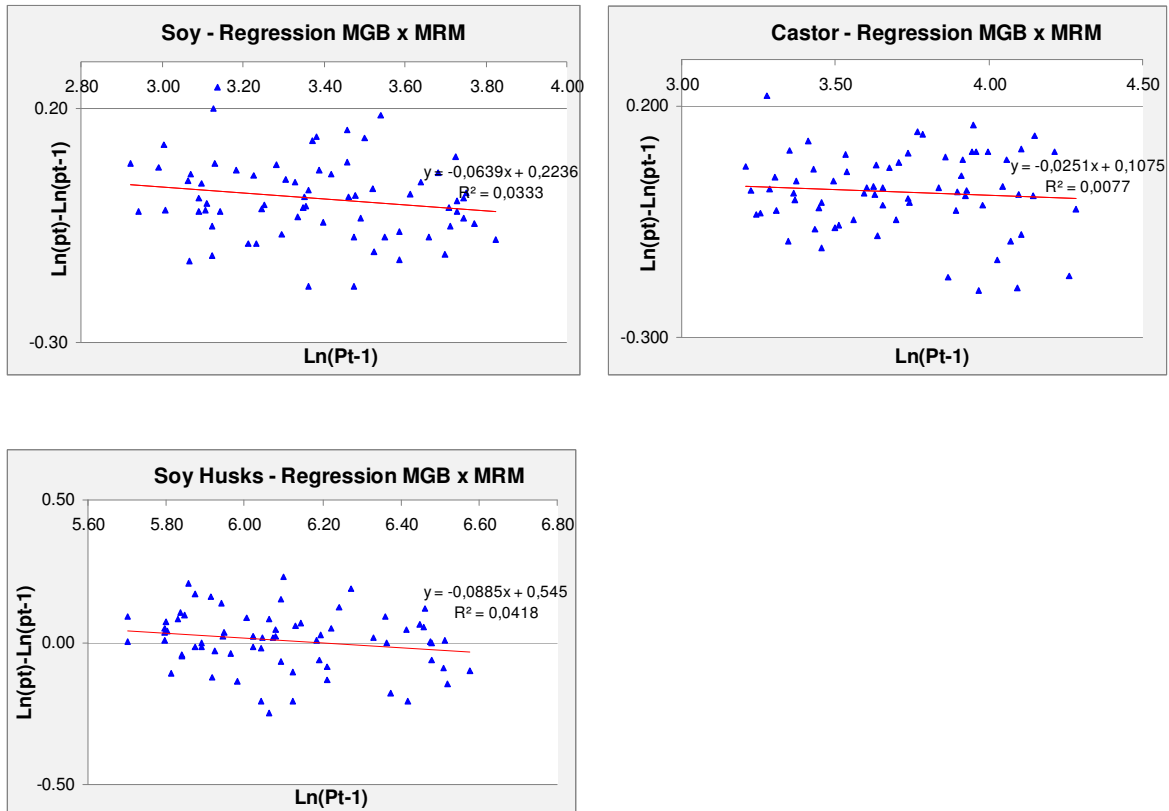 Soy - Regression MGB x MRM
2.80 3.00 3.20 3.40 3.60 3.80 4.00
0.20
y = -0,0639x + 0,2236
R² = 0,0333
Ln(pt)-Ln(pt-1)
-0.30
Ln(Pt-1)
Castor - Regression MGB x MRM
3.00 3.50 4.00 4.50
0.200
y = -0,0251x + 0,1075
R² = 0,0077
Ln(pt)-Ln(pt-1)
-0.300
Ln(Pt-1)
Soy Husks - Regression MGB x MRM
0.50
5.60 5.80 6.00 6.20 6.40 6.60 6.80
y = -0,0885x + 0,545
R² = 0,0418
Ln(pt)-Ln(pt-1)
0.00
-0.50
Ln(Pt-1)